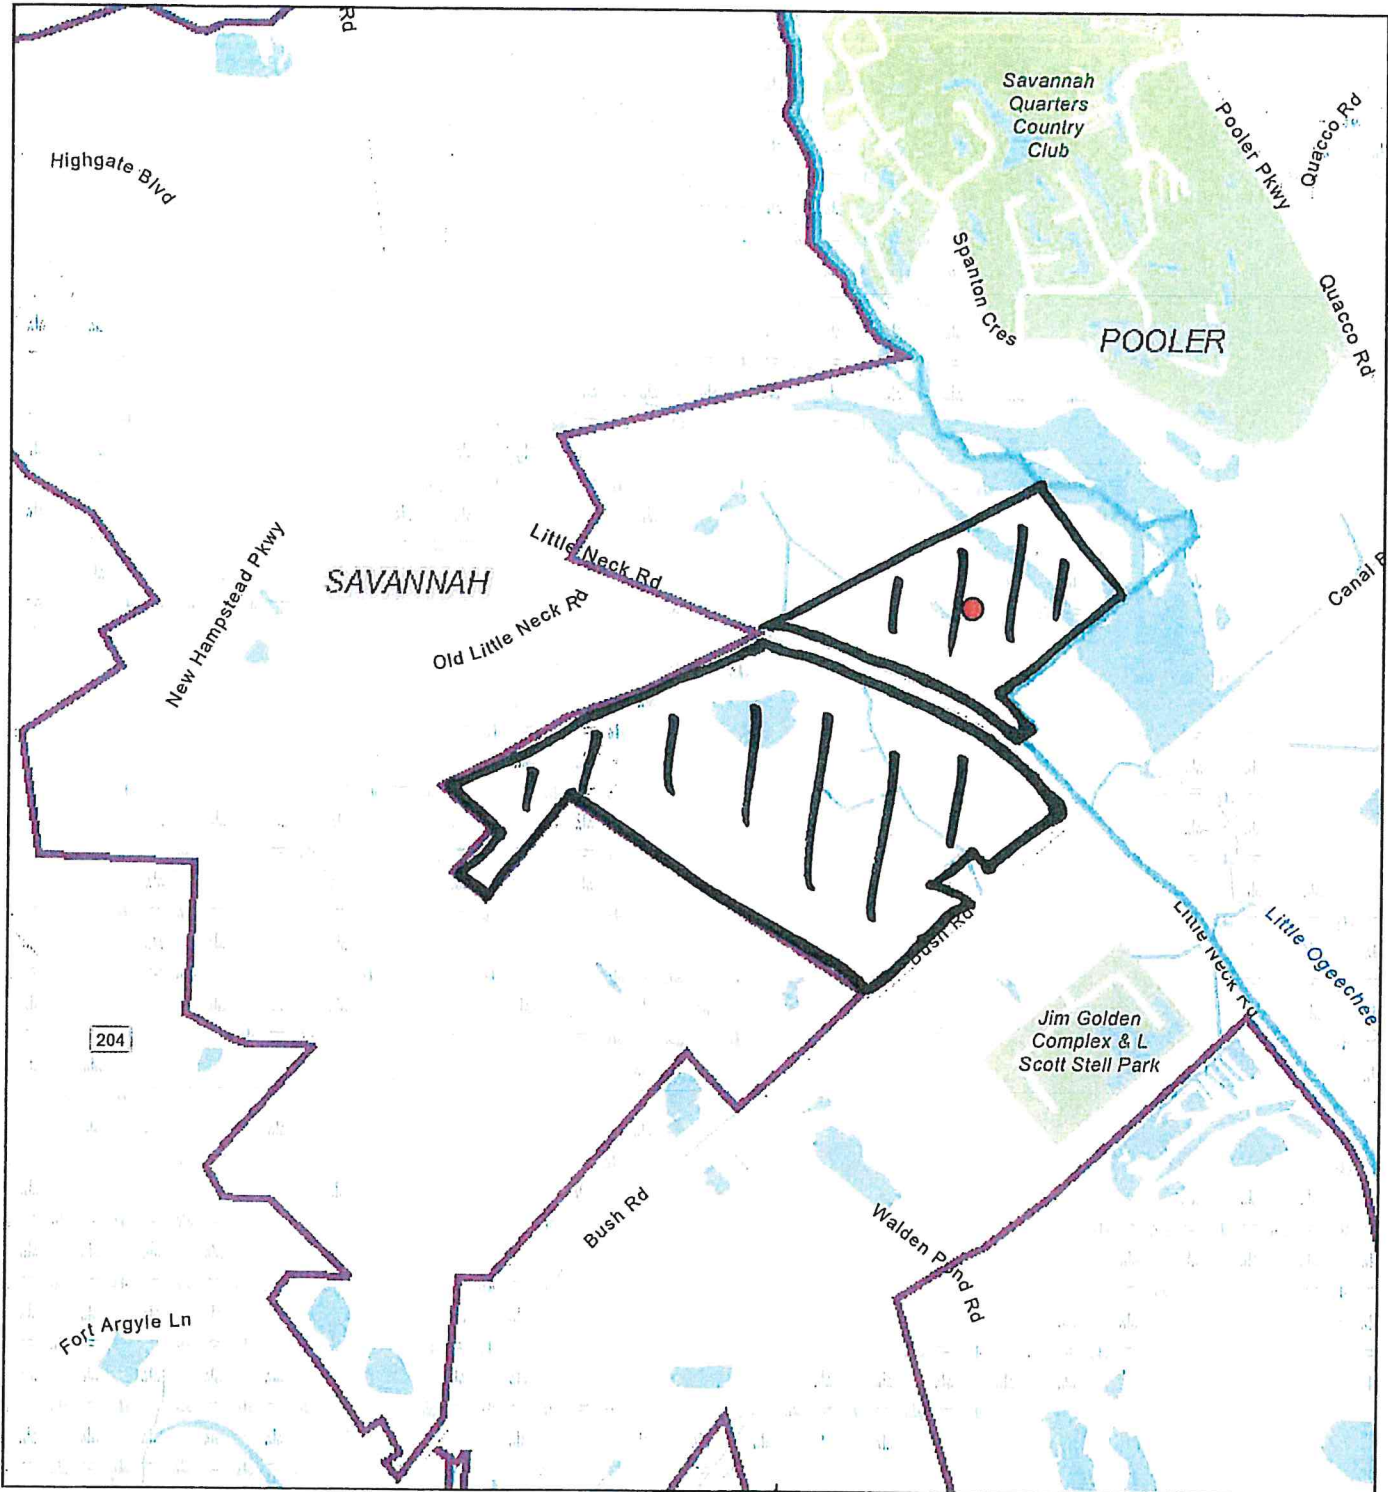 Rd
Savannah
Quarters
Country
Club
Pooler Pkwy
Quacco Rd
Highgate Blvd
Spanton Cres
Quacco Rd
POOLER
New Hampstead Pkwy
SAVANNAH
Little Neck Rd
Old Little Neck Rd
Canal
Bush Rd
Little Neck Rd
Little Ogeechee
204
Jim Golden
Complex & L
Scott Stell Park
Bush Rd
Walden Pond Rd
Fort Argyle Ln